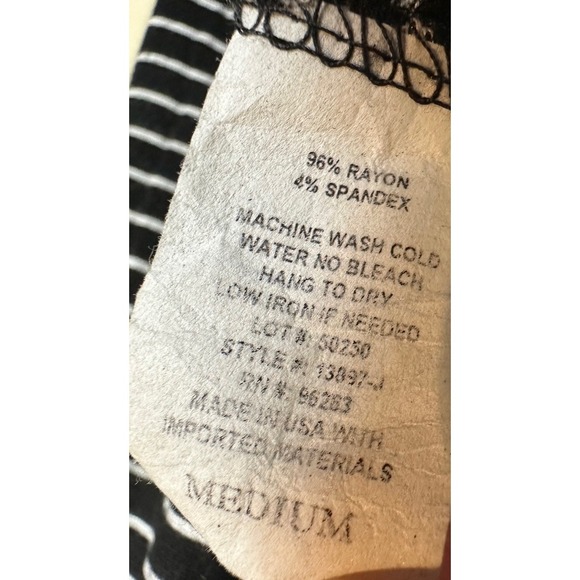 96% RAYON
4% SPANDEX
MACHINE WASH COLD
WATER NO BLEACH
HANG TO DRY
LOW IRON IF NEEDED
LOT #: 50250
STYLE #: 13897-J
RN #: 96283
MADE IN USA WITH
IMPORTED MATERIALS
MEDIUM